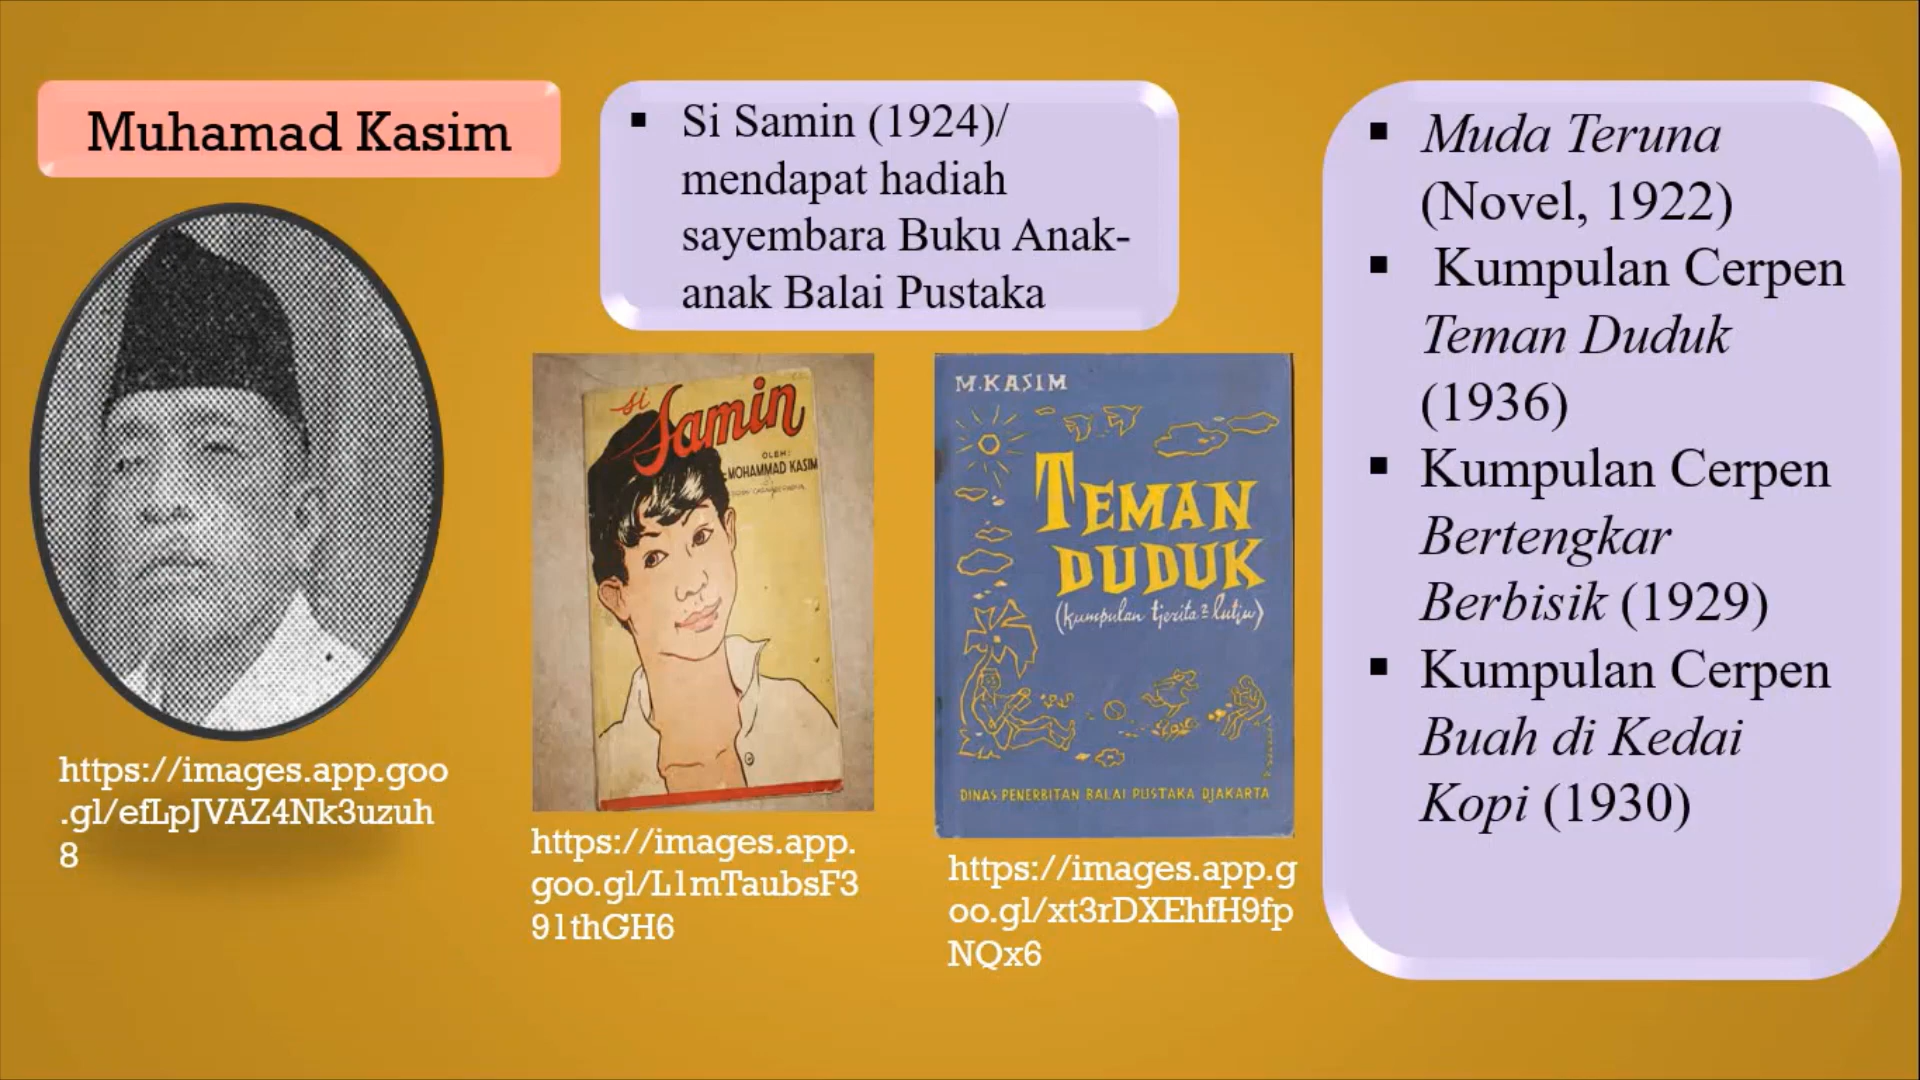 Muhamad Kasim
https://images.app.goo
.gl/efLpJVAZ4Nk3uzuh
8
▪ Si Samin (1924)/
mendapat hadiah
sayembara Buku Anak-
anak Balai Pustaka
si
Samin
OLEH:
MOHAMMAD KASIM
https://images.app.
goo.gl/L1mTaubsF3
91thGH6
M.KASIM
TEMAN
DUDUK
(kumpulan tjerita2 lutju)
DINAS PENERBITAN BALAI PUSTAKA DJAKARTA
https://images.app.g
oo.gl/xt3rDXEhfH9fp
NQx6
▪ Muda Teruna
(Novel, 1922)
▪ Kumpulan Cerpen
Teman Duduk
(1936)
▪ Kumpulan Cerpen
Bertengkar
Berbisik (1929)
▪ Kumpulan Cerpen
Buah di Kedai
Kopi (1930)